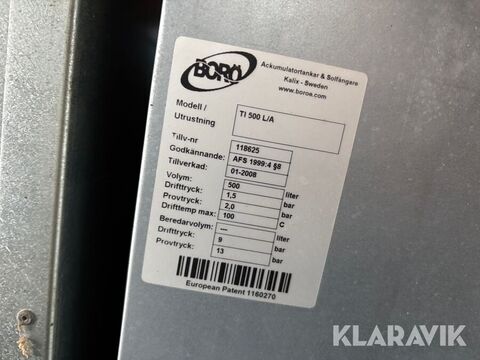 BORÖ
Ackumulatortankar & Solfångare
Kalix - Sweden
www.boroe.com
Modell / Utrustning TI 500 L/A
Tillv-nr 118625
Godkännande: AFS 1999:4 §8
Tillverkad: 01-2008
Volym: 500 liter
Drifttryck: 1,5 bar
Provtryck: 2,0 bar
Drifttemp max: 100 C
Beredarvolym: --- liter
Drifttryck: 9 bar
Provtryck: 13 bar
European Patent 1160270
KLARAVIK